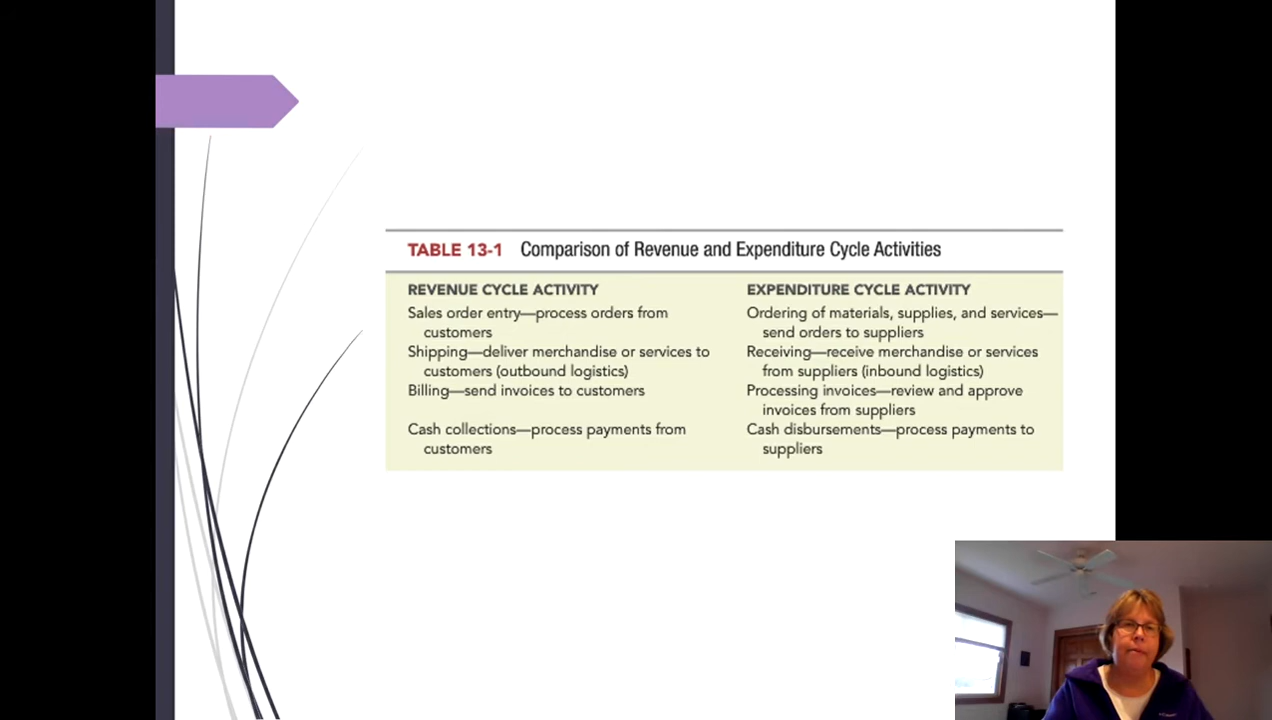 TABLE 13-1 Comparison of Revenue and Expenditure Cycle Activities
REVENUE CYCLE ACTIVITY
Sales order entry—process orders from
customers
Shipping—deliver merchandise or services to
customers (outbound logistics)
Billing—send invoices to customers
Cash collections—process payments from
customers
EXPENDITURE CYCLE ACTIVITY
Ordering of materials, supplies, and services—
send orders to suppliers
Receiving—receive merchandise or services
from suppliers (inbound logistics)
Processing invoices—review and approve
invoices from suppliers
Cash disbursements—process payments to
suppliers